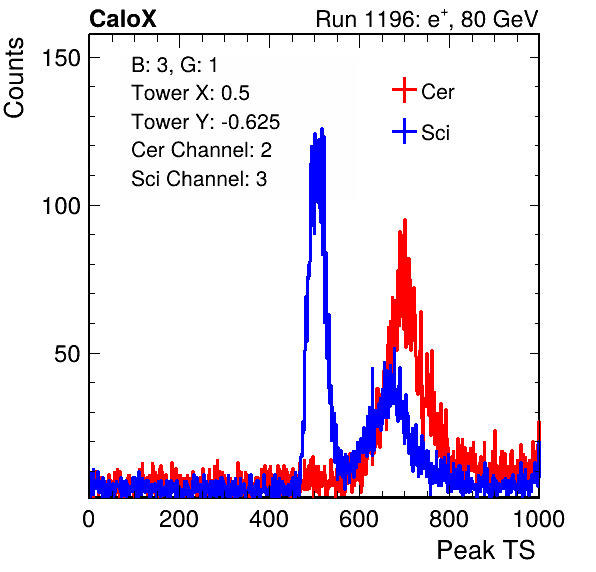 CaloX Run 1196: e+, 80 GeV
Counts
B: 3, G: 1
Tower X: 0.5
Tower Y: -0.625
Cer Channel: 2
Sci Channel: 3
Cer
Sci
150
100
50
0 200 400 600 800 1000
Peak TS